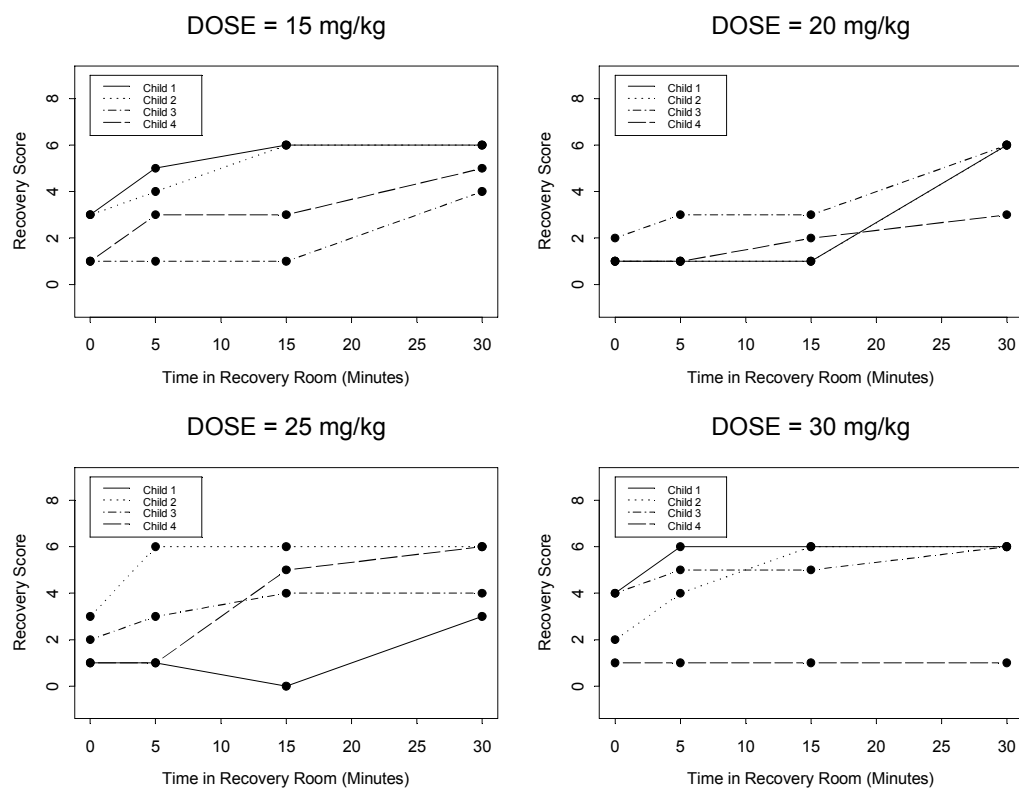 DOSE = 15 mg/kg
Recovery Score
0 2 4 6 8
Child 1
Child 2
Child 3
Child 4
0 5 10 15 20 25 30
Time in Recovery Room (Minutes)
DOSE = 20 mg/kg
Recovery Score
0 2 4 6 8
Child 1
Child 2
Child 3
Child 4
0 5 10 15 20 25 30
Time in Recovery Room (Minutes)
DOSE = 25 mg/kg
Recovery Score
0 2 4 6 8
Child 1
Child 2
Child 3
Child 4
0 5 10 15 20 25 30
Time in Recovery Room (Minutes)
DOSE = 30 mg/kg
Recovery Score
0 2 4 6 8
Child 1
Child 2
Child 3
Child 4
0 5 10 15 20 25 30
Time in Recovery Room (Minutes)